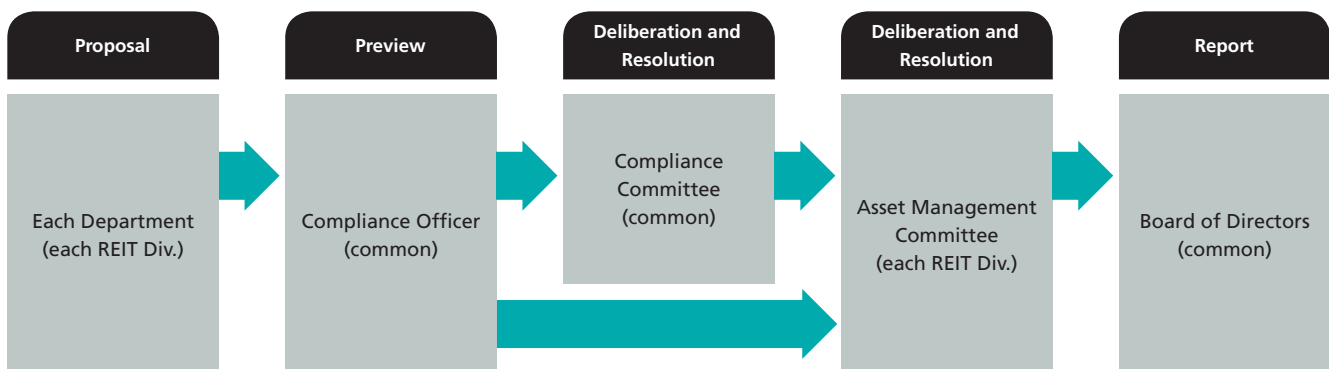 Proposal
Each Department
(each REIT Div.)
Preview
Compliance Officer
(common)
Deliberation and
Resolution
Compliance
Committee
(common)
Deliberation and
Resolution
Asset Management
Committee
(each REIT Div.)
Report
Board of Directors
(common)